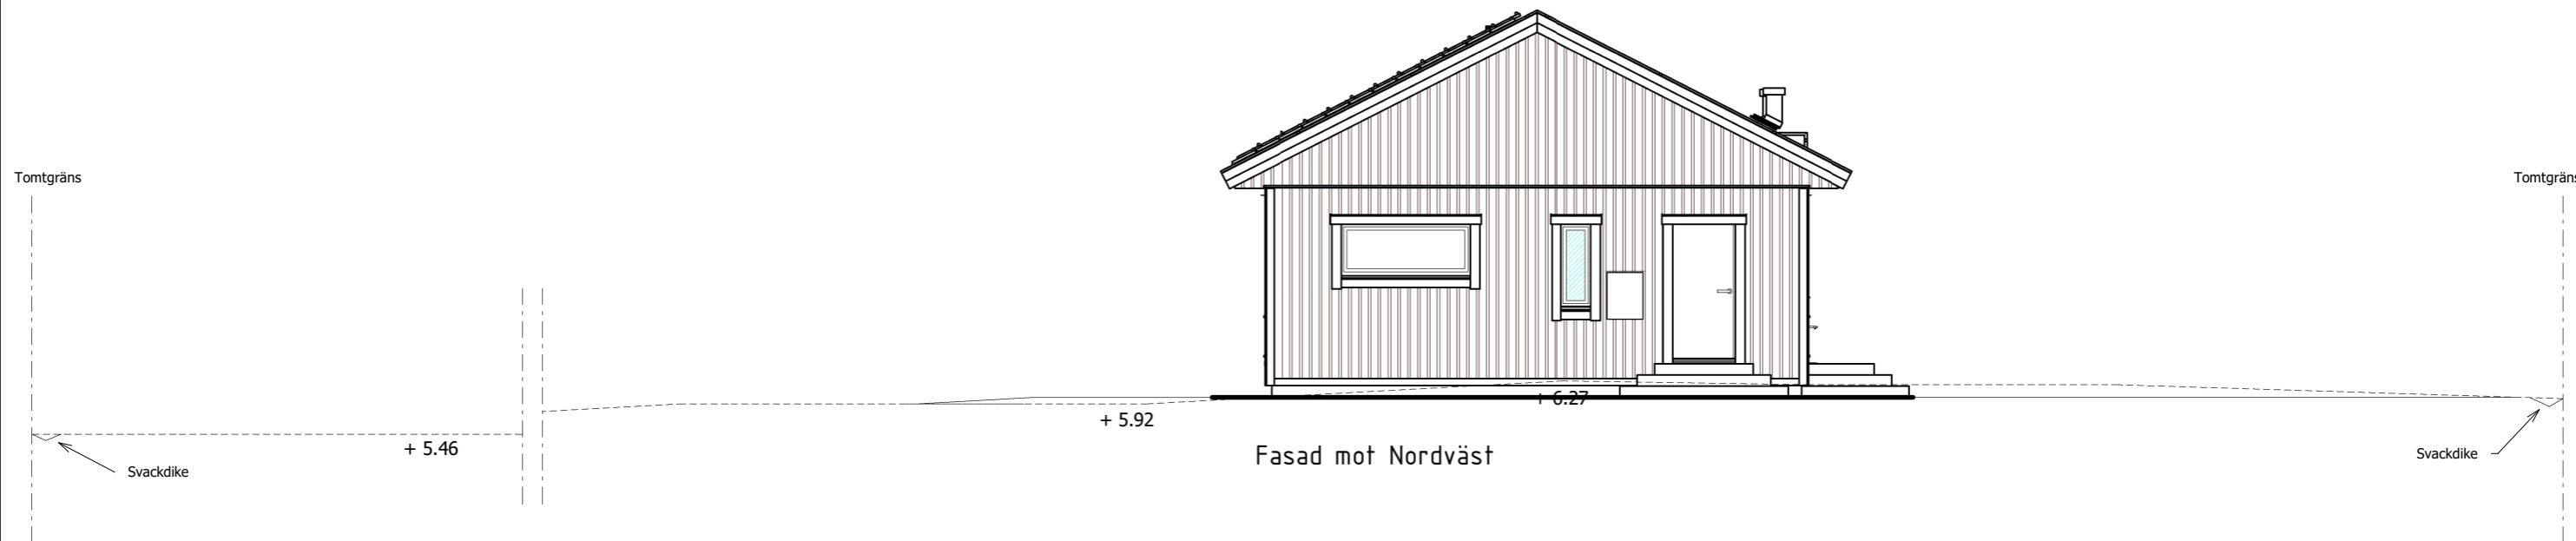 Tomtgräns
Tomtgräns
+ 6.27
+ 5.92
+ 5.46
Svackdike
Svackdike
Fasad mot Nordväst